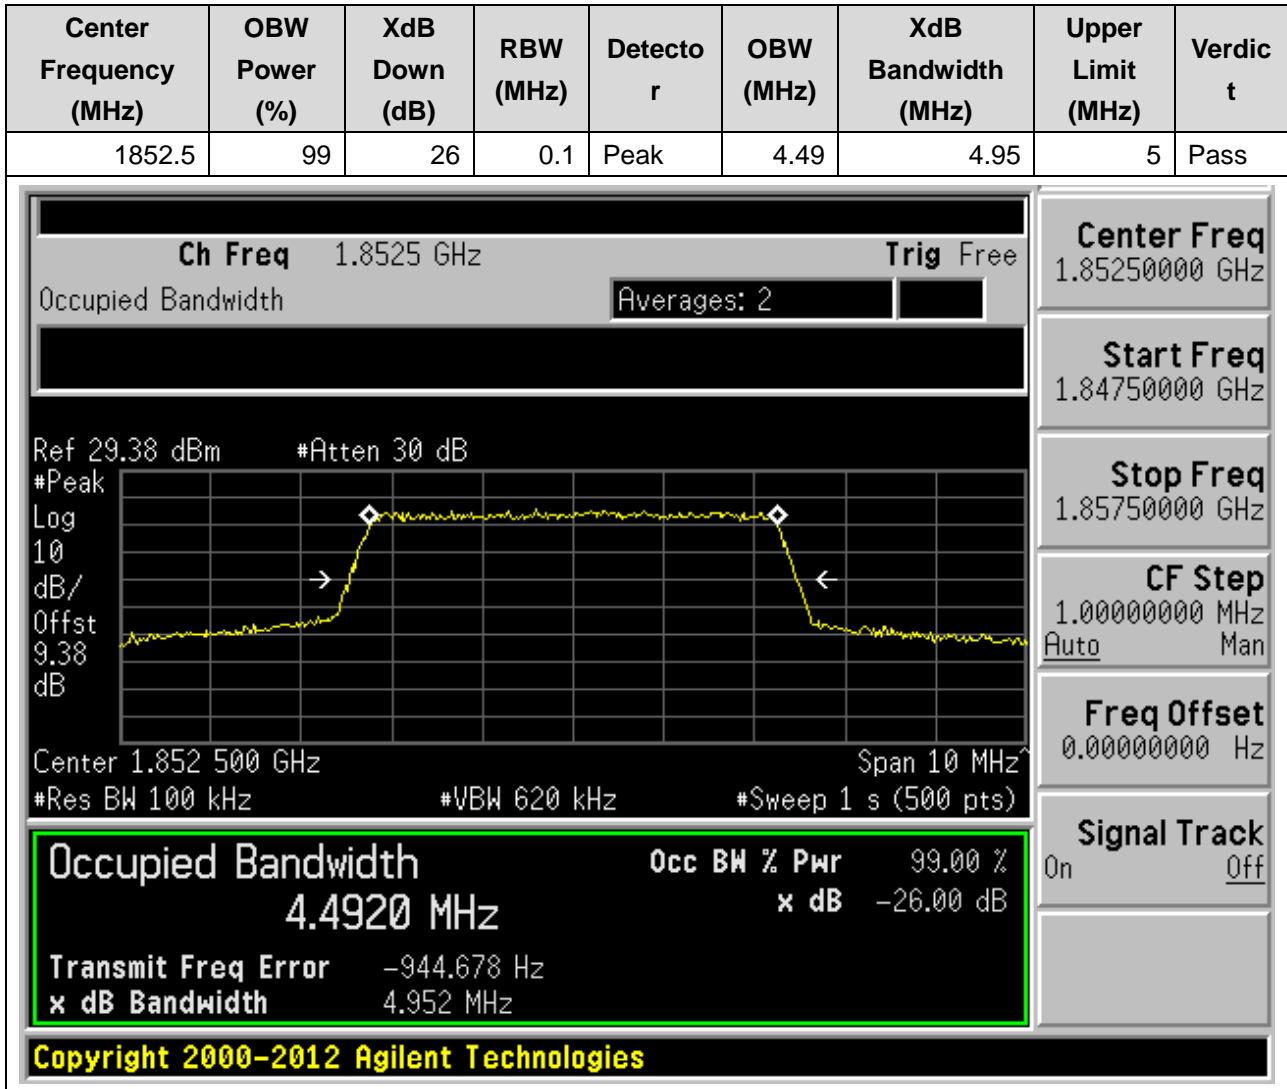 Center Frequency (MHz) OBW Power (%) XdB Down (dB) RBW (MHz) Detecto r OBW (MHz) XdB Bandwidth (MHz) Upper Limit (MHz) Verdic t
1852.5 99 26 0.1 Peak 4.49 4.95 5 Pass
Ch Freq 1.8525 GHz Trig Free
Occupied Bandwidth Averages: 2
Ref 29.38 dBm #Atten 30 dB
#Peak
Log
10
dB/
Offst
9.38
dB
Center 1.852 500 GHz Span 10 MHz^
#Res BW 100 kHz #VBW 620 kHz #Sweep 1 s (500 pts)
Occupied Bandwidth Occ BW % Pwr 99.00 %
4.4920 MHz x dB -26.00 dB
Transmit Freq Error -944.678 Hz
x dB Bandwidth 4.952 MHz
Copyright 2000-2012 Agilent Technologies
Center Freq
1.85250000 GHz
Start Freq
1.84750000 GHz
Stop Freq
1.85750000 GHz
CF Step
1.00000000 MHz
Auto Man
Freq Offset
0.00000000 Hz
Signal Track
On Off